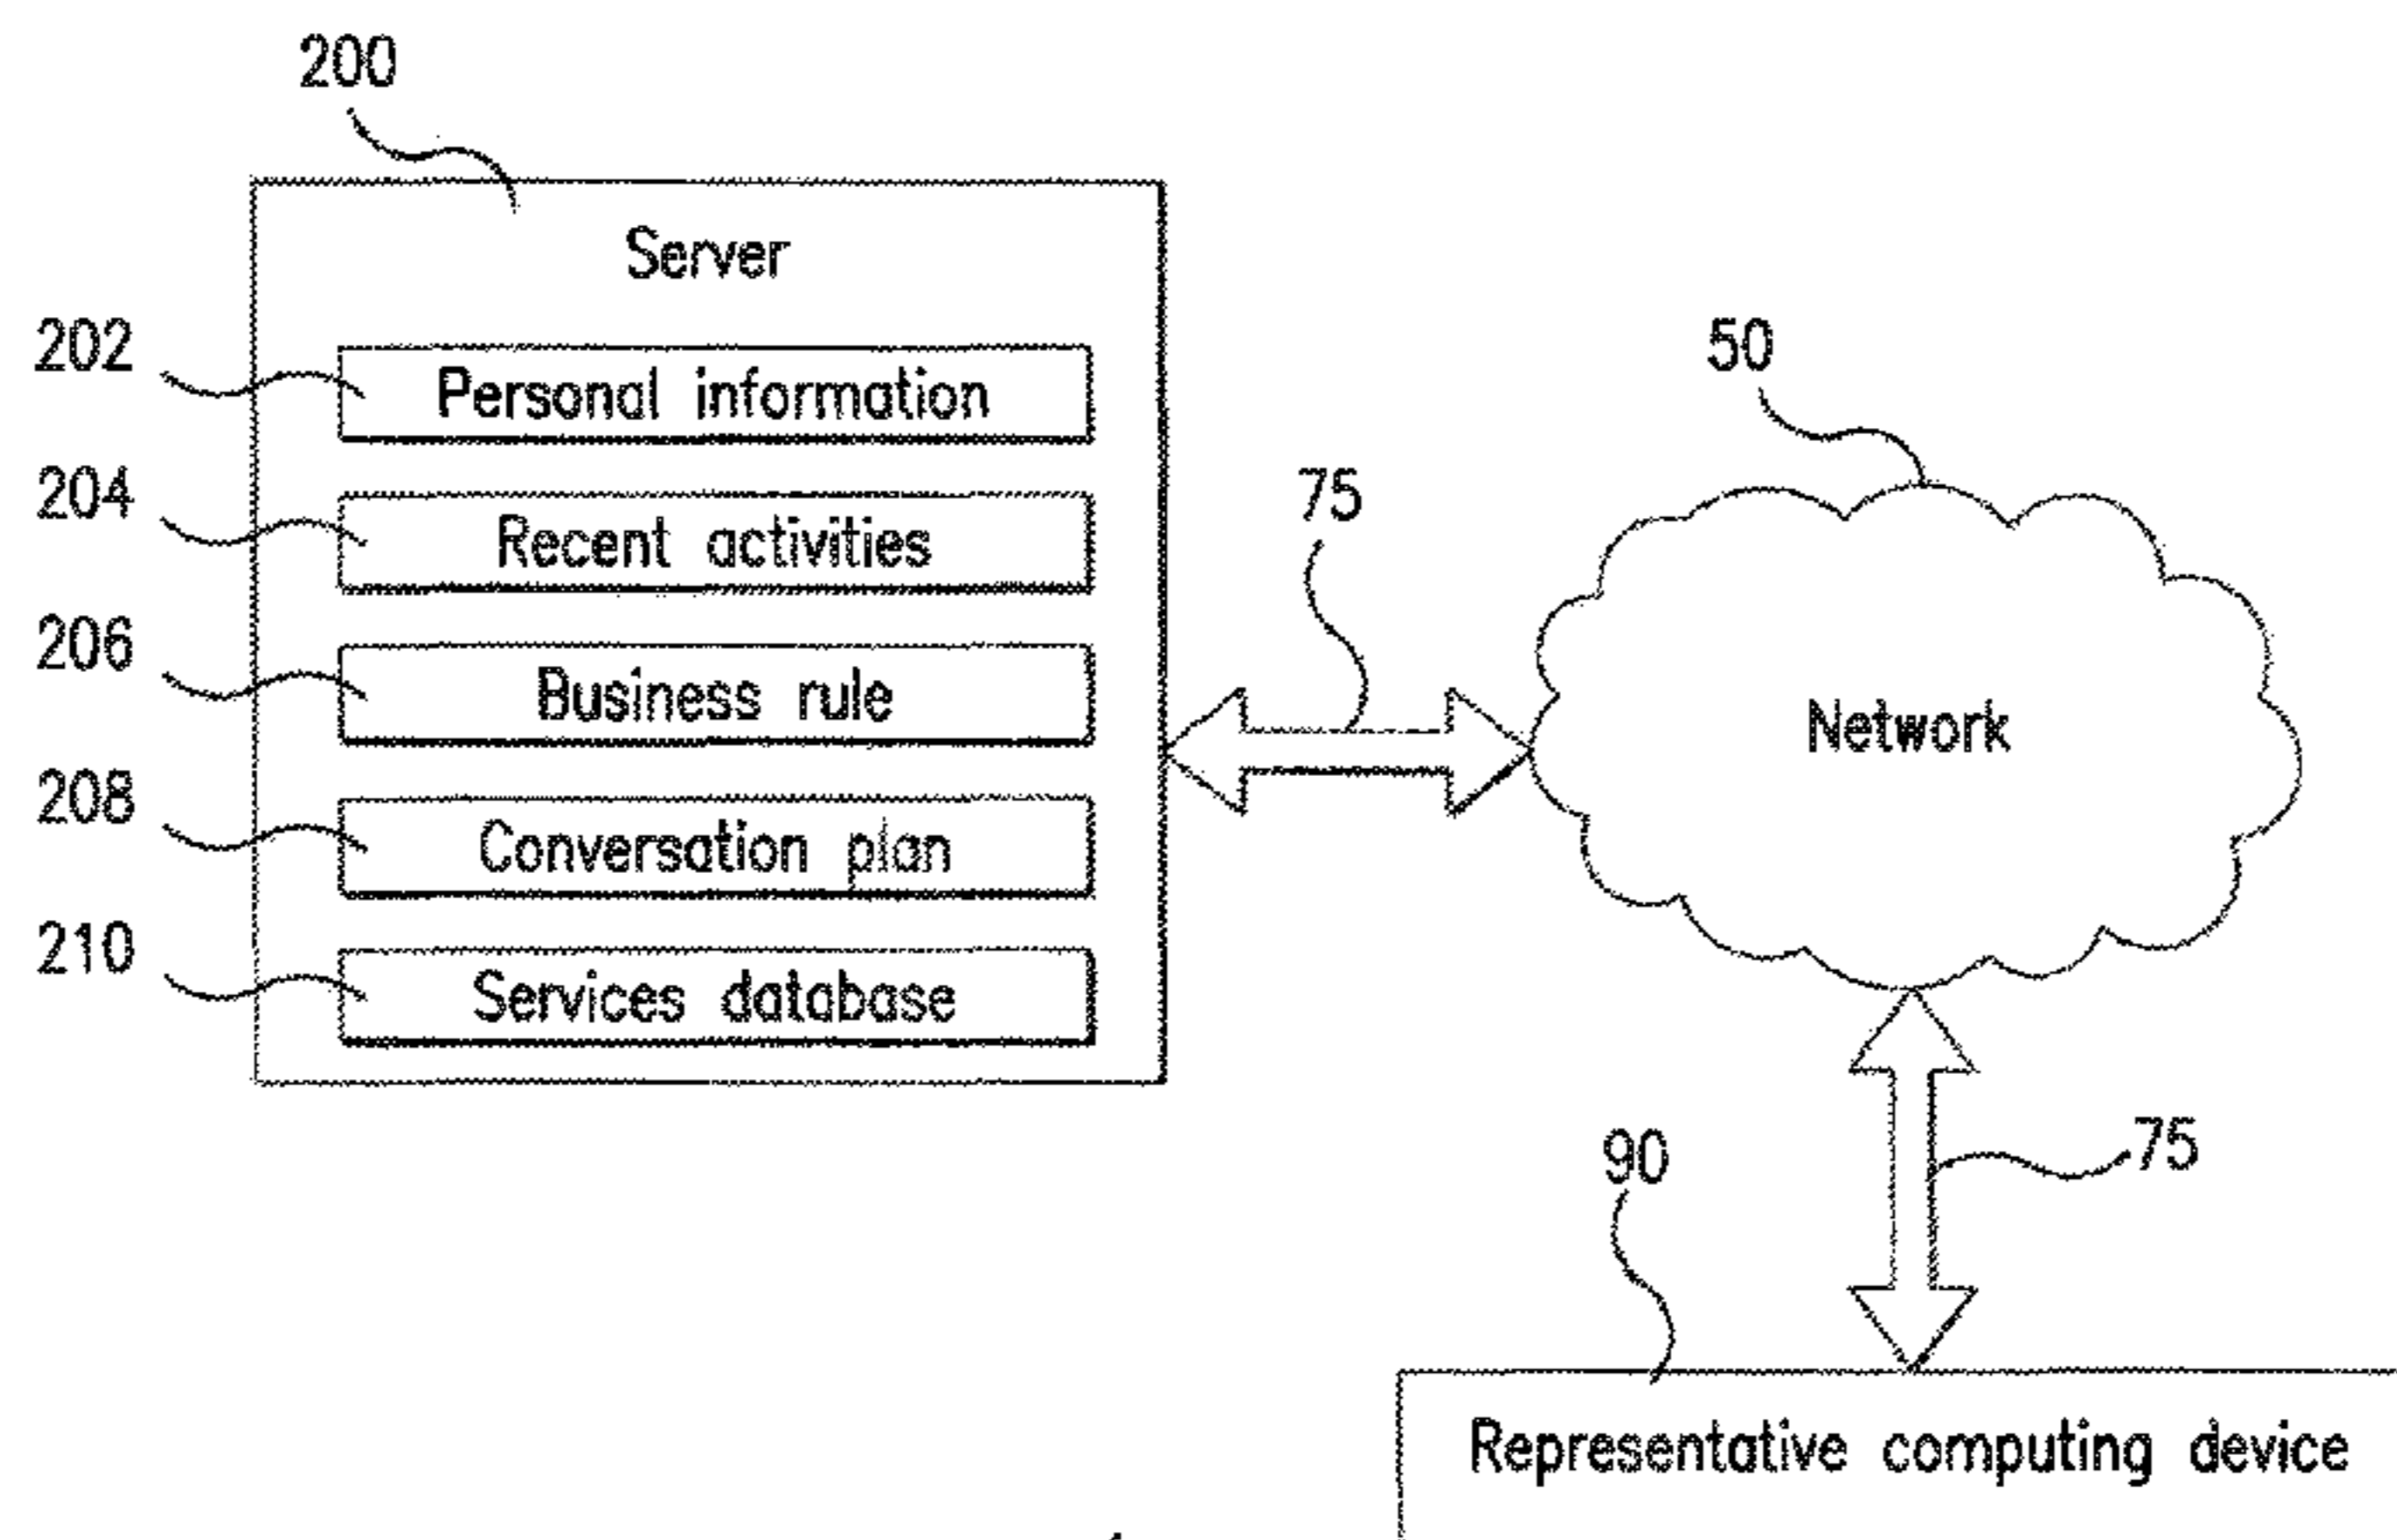 200
Server
202
Personal information
204
Recent activities
206
Business rule
208
Conversation plan
210
Services database
75
50
Network
75
90
Representative computing device